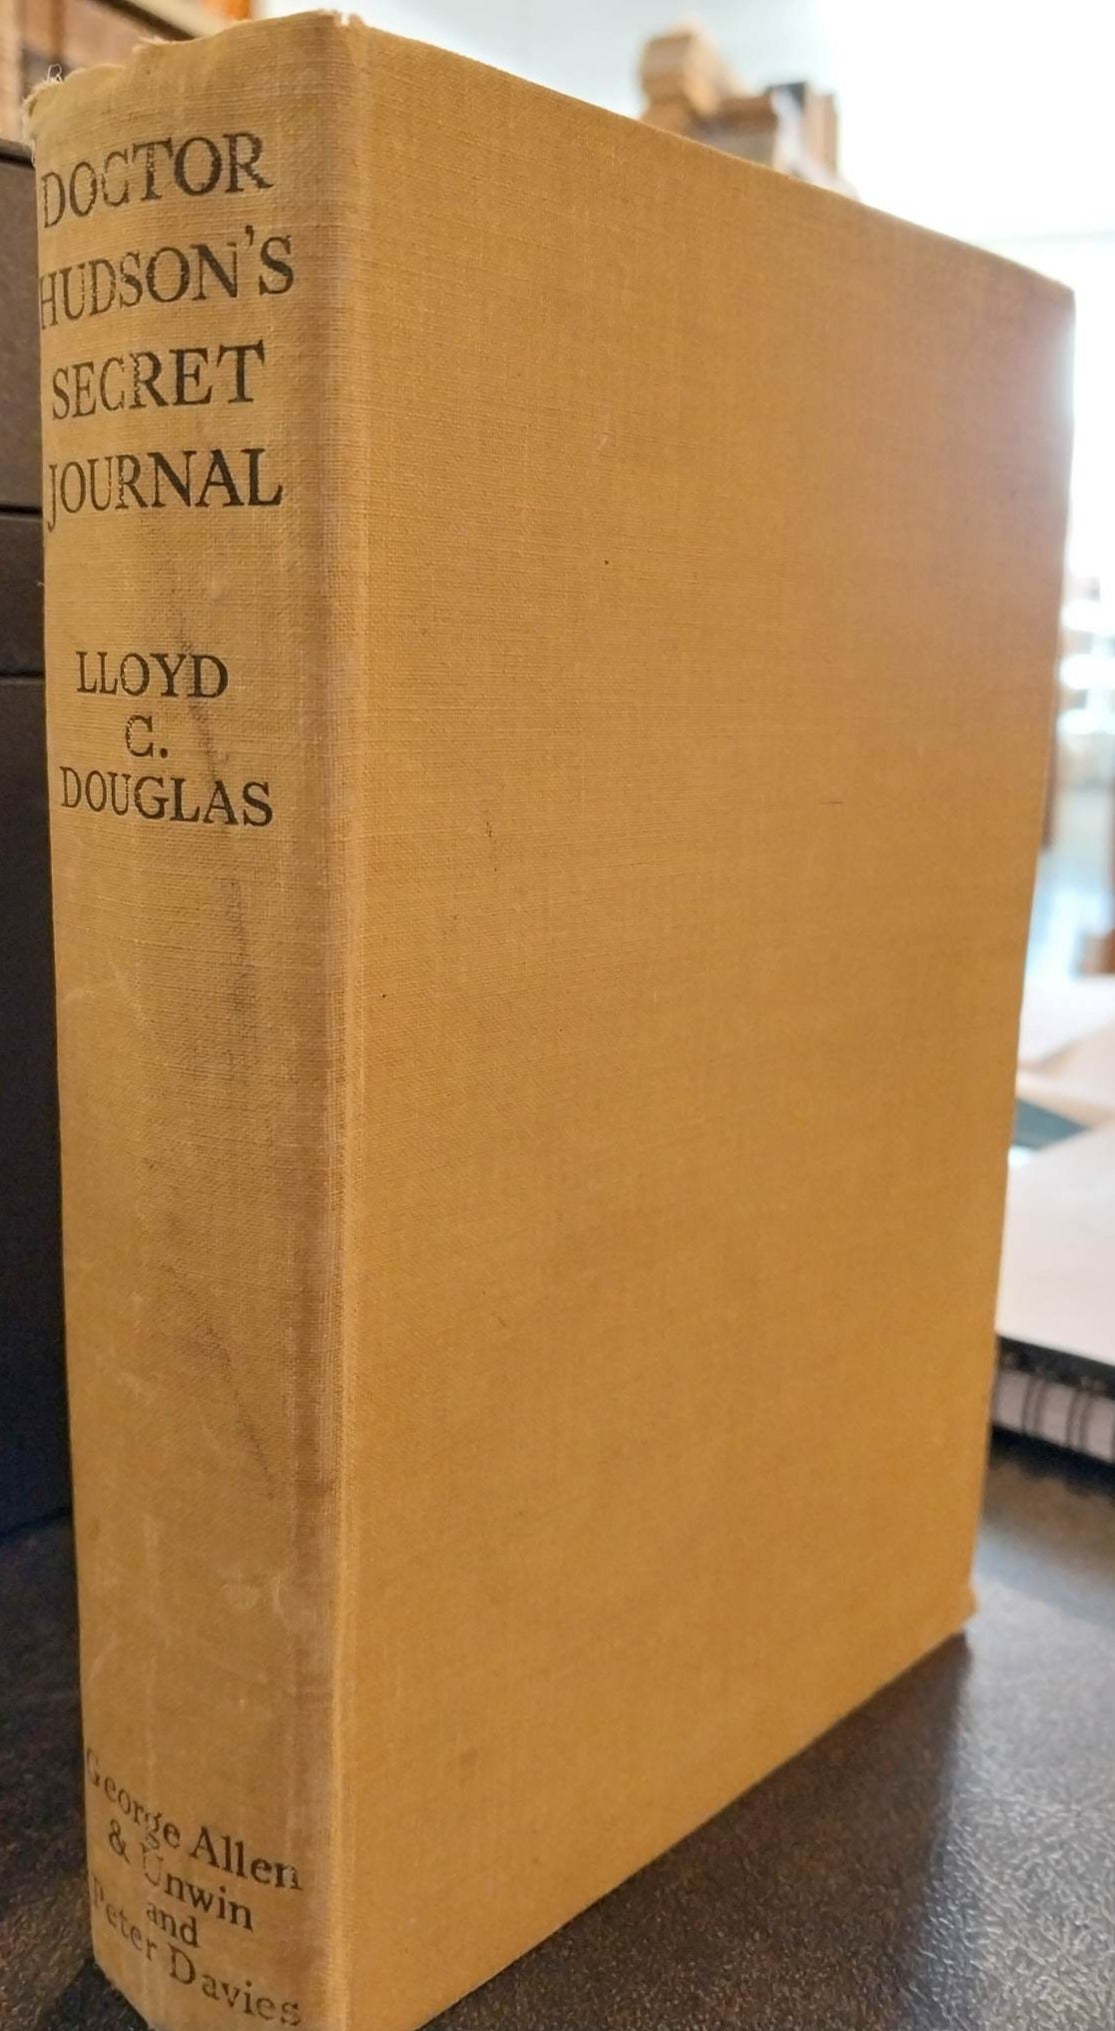 DOCTOR
HUDSON'S
SECRET
JOURNAL
LLOYD
C.
DOUGLAS
George Allen
& Unwin
and
Peter Davies